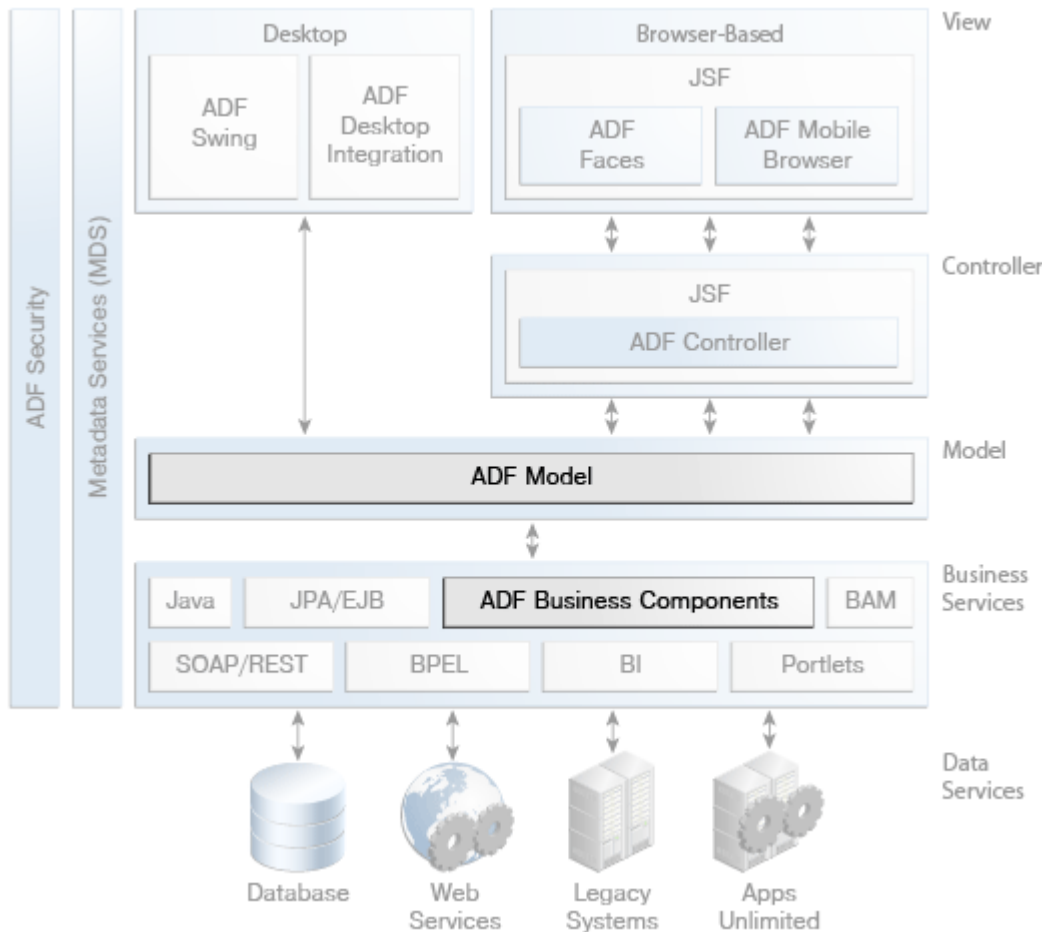 Desktop
Browser-Based
View
JSF
ADF
Swing
ADF
Desktop
Integration
ADF
Faces
ADF Mobile
Browser
Controller
JSF
ADF Controller
ADF Security
Metadata Services (MDS)
Model
ADF Model
Business
Services
Java
JPA/EJB
ADF Business Components
BAM
SOAP/REST
BPEL
BI
Portlets
Data
Services
Database
Web
Services
Legacy
Systems
Apps
Unlimited